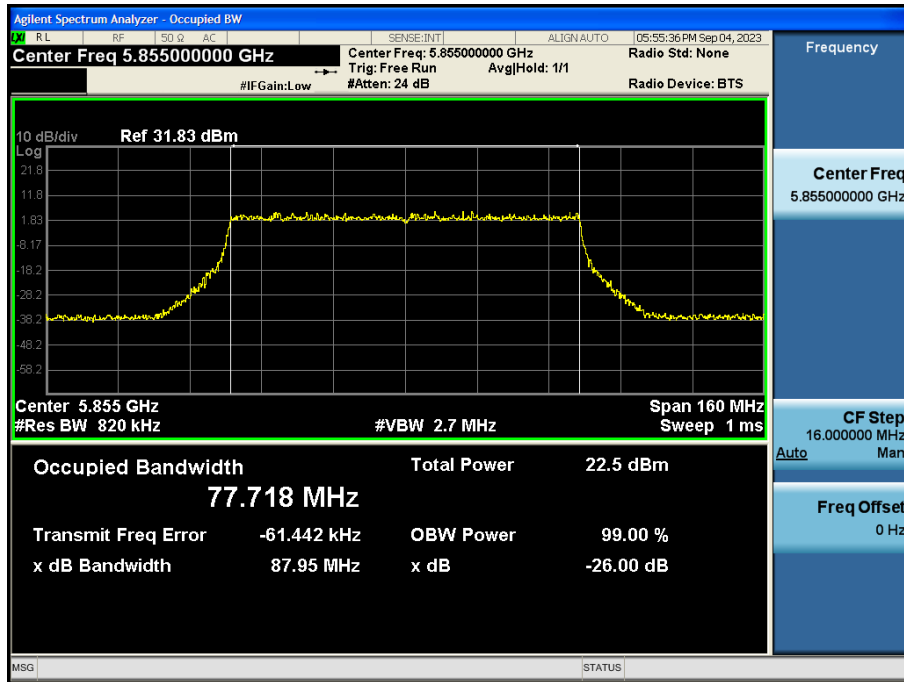 Agilent Spectrum Analyzer - Occupied BW
LXI RL RF 50 Ω AC SENSE:INT ALIGN AUTO 05:55:36 PM Sep 04, 2023
Center Freq 5.855000000 GHz
Center Freq: 5.855000000 GHz
Radio Std: None
Trig: Free Run Avg|Hold: 1/1
#IFGain:Low
#Atten: 24 dB
Radio Device: BTS
10 dB/div Ref 31.83 dBm
Log
21.8
11.8
1.83
-8.17
-18.2
-28.2
-38.2
-48.2
-58.2
Center 5.855 GHz
Span 160 MHz
#Res BW 820 kHz
#VBW 2.7 MHz
Sweep 1 ms
Occupied Bandwidth
77.718 MHz
Total Power 22.5 dBm
Transmit Freq Error -61.442 kHz
OBW Power 99.00 %
x dB Bandwidth 87.95 MHz
x dB -26.00 dB
Frequency
Center Freq
5.855000000 GHz
CF Step
16.000000 MHz
Auto Man
Freq Offset
0 Hz
MSG
STATUS